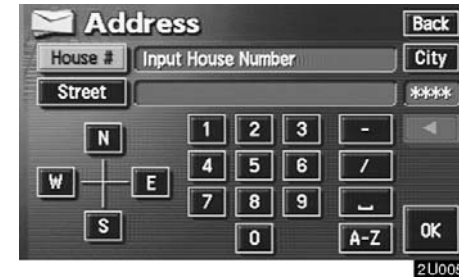 Address Back
House # Input House Number City
Street ****
N 1 2 3 -
W E 4 5 6 /
7 8 9
S 0 A-Z OK